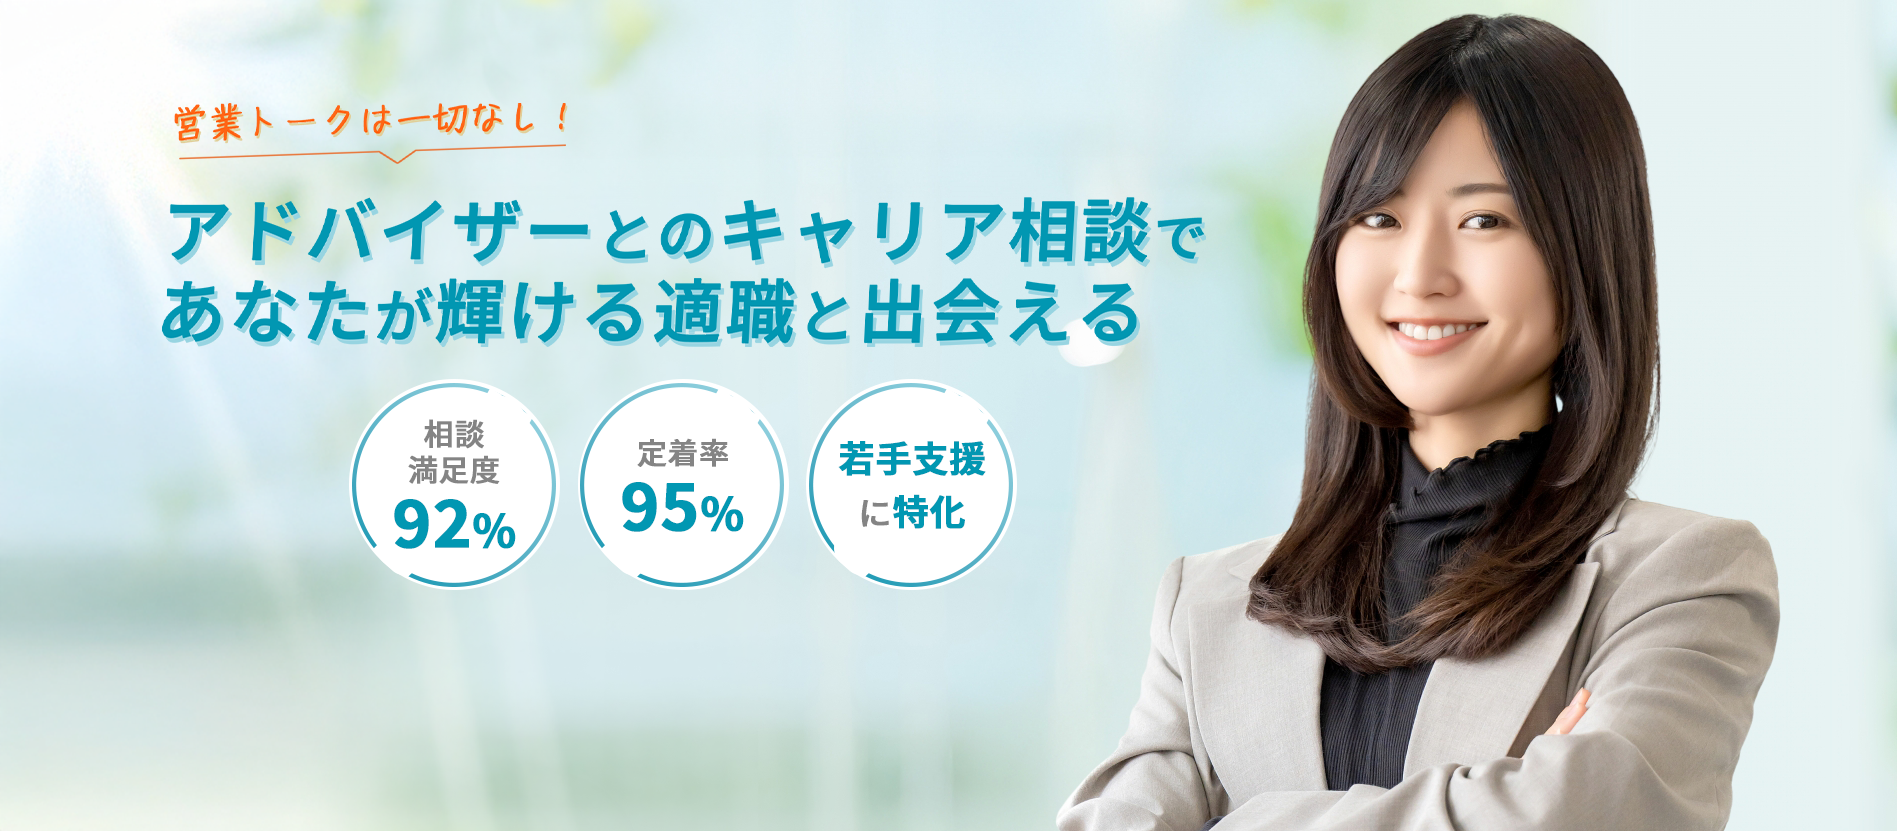 営業トークは一切なし！
アドバイザーとのキャリア相談で
あなたが輝ける適職と出会える
相談
満足度
92%
定着率
95%
若手支援
に特化